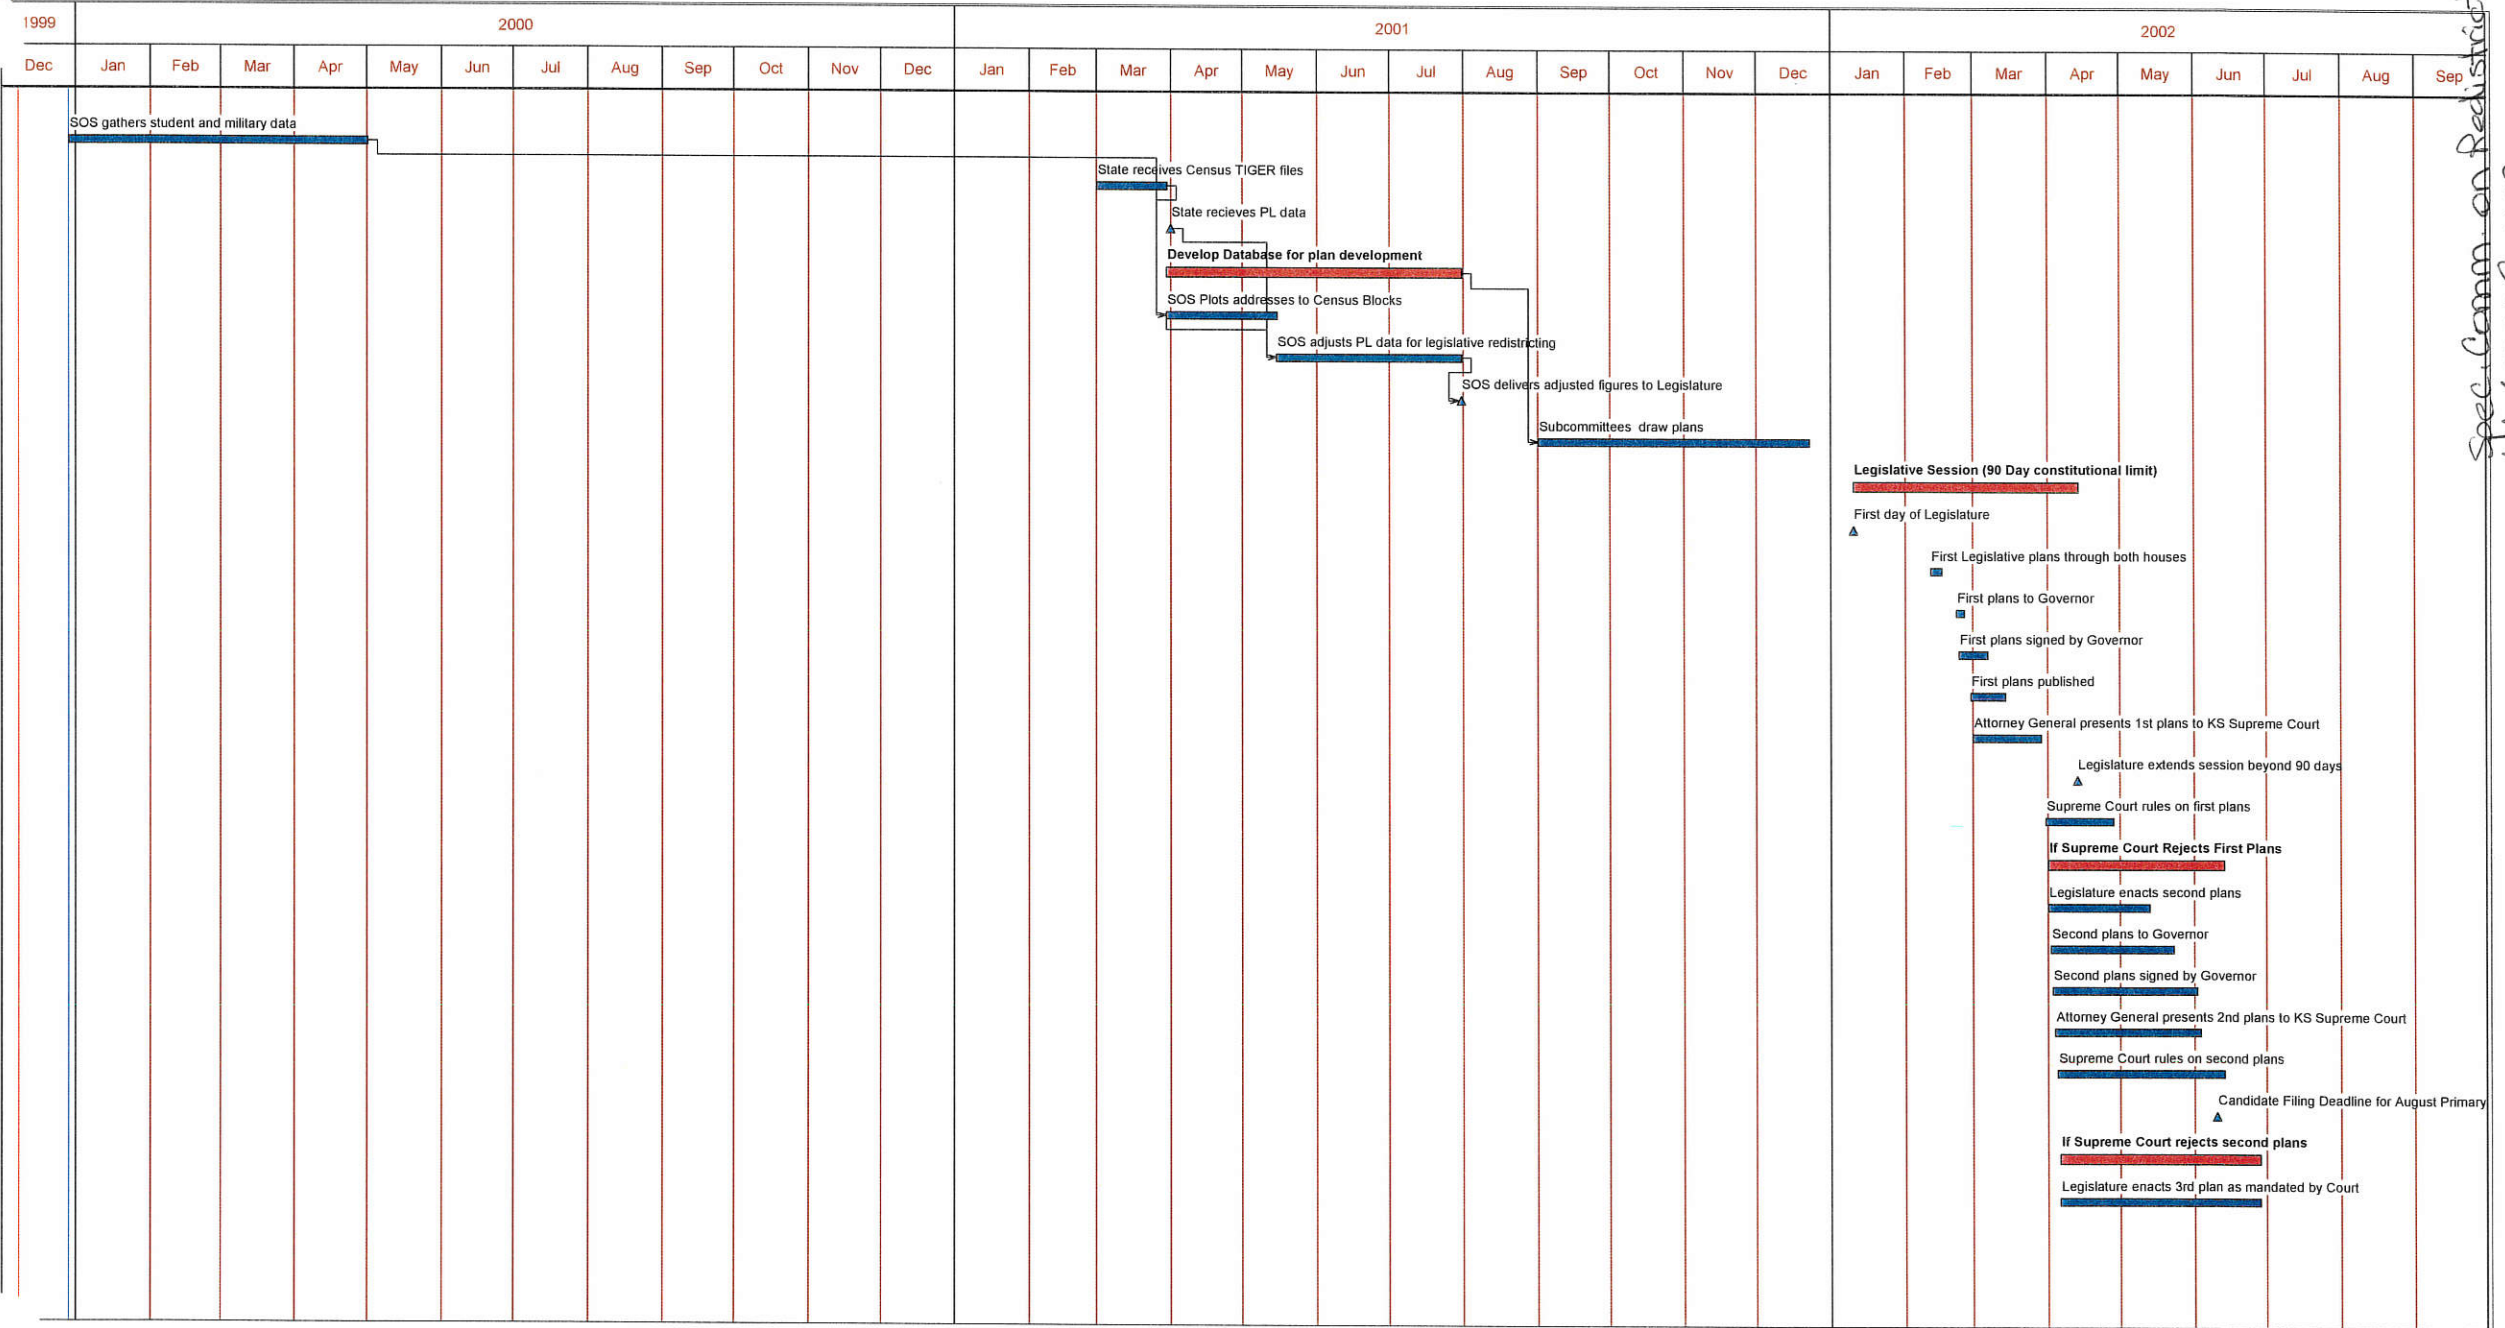 1999 2000 2001 2002
Dec Jan Feb Mar Apr May Jun Jul Aug Sep Oct Nov Dec Jan Feb Mar Apr May Jun Jul Aug Sep Oct Nov Dec Jan Feb Mar Apr May Jun Jul Aug Sep
SOS gathers student and military data
State receives Census TIGER files
State recieves PL data
Develop Database for plan development
SOS Plots addresses to Census Blocks
SOS adjusts PL data for legislative redistricting
SOS delivers adjusted figures to Legislature
Subcommittees draw plans
Legislative Session (90 Day constitutional limit)
First day of Legislature
First Legislative plans through both houses
First plans to Governor
First plans signed by Governor
First plans published
Attorney General presents 1st plans to KS Supreme Court
Legislature extends session beyond 90 days
Supreme Court rules on first plans
If Supreme Court Rejects First Plans
Legislature enacts second plans
Second plans to Governor
Second plans signed by Governor
Attorney General presents 2nd plans to KS Supreme Court
Supreme Court rules on second plans
Candidate Filing Deadline for August Primary
If Supreme Court rejects second plans
Legislature enacts 3rd plan as mandated by Court
Spec. Comm. on